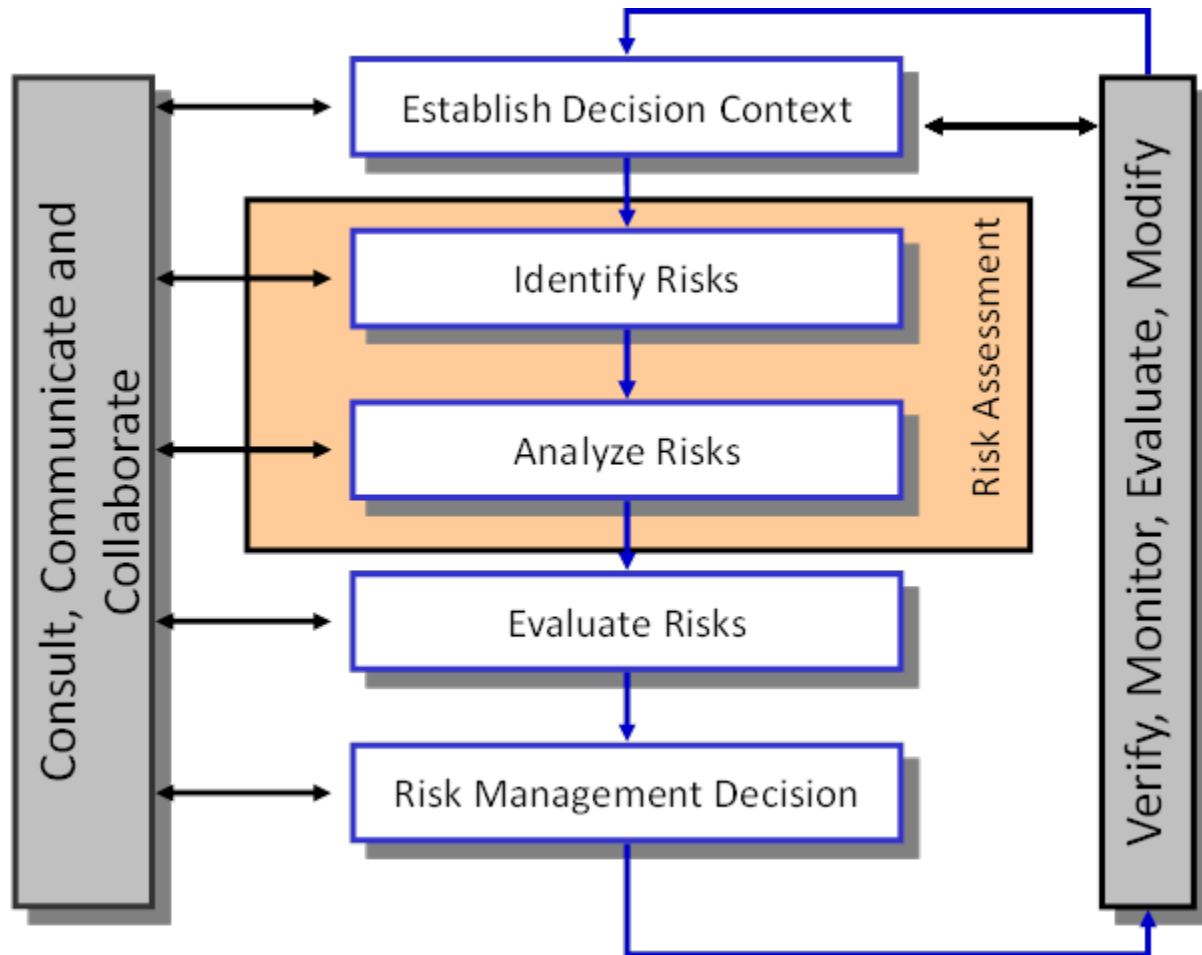 Establish Decision Context
Identify Risks
Analyze Risks
Risk Assessment
Evaluate Risks
Risk Management Decision
Consult, Communicate and
Collaborate
Verify, Monitor, Evaluate, Modify